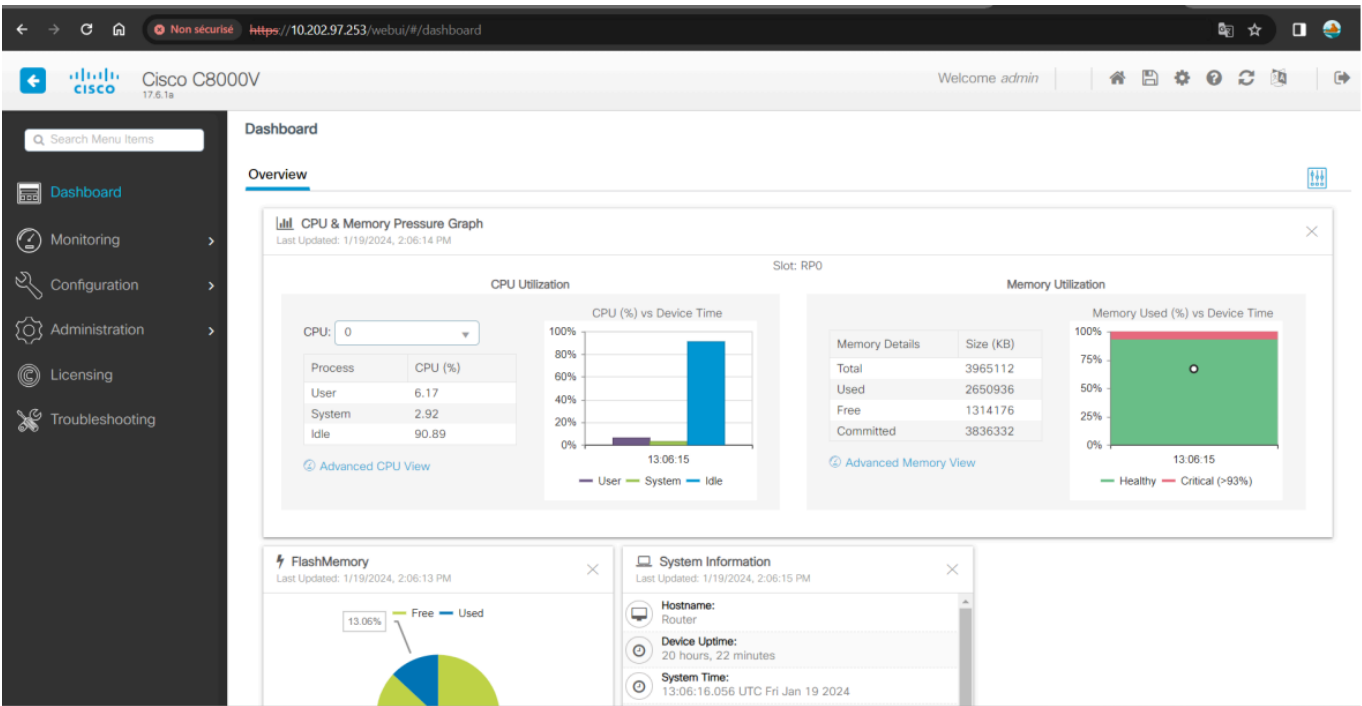 Non sécurisé https://10.202.97.253/webui/#/dashboard
cisco Cisco C8000V
17.6.1a
Welcome admin
Search Menu Items
Dashboard
Monitoring
Configuration
Administration
Licensing
Troubleshooting
Dashboard
Overview
CPU & Memory Pressure Graph
Last Updated: 1/19/2024, 2:06:14 PM
Slot: RP0
CPU Utilization
CPU: 0
Process CPU (%)
User 6.17
System 2.92
Idle 90.89
Advanced CPU View
CPU (%) vs Device Time
100%
80%
60%
40%
20%
0%
13:06:15
User System Idle
Memory Utilization
Memory Details Size (KB)
Total 3965112
Used 2650936
Free 1314176
Committed 3836332
Advanced Memory View
Memory Used (%) vs Device Time
100%
75%
50%
25%
0%
13:06:15
Healthy Critical (>93%)
FlashMemory
Last Updated: 1/19/2024, 2:06:13 PM
Free Used
13.06%
System Information
Last Updated: 1/19/2024, 2:06:15 PM
Hostname:
Router
Device Uptime:
20 hours, 22 minutes
System Time:
13:06:16.056 UTC Fri Jan 19 2024